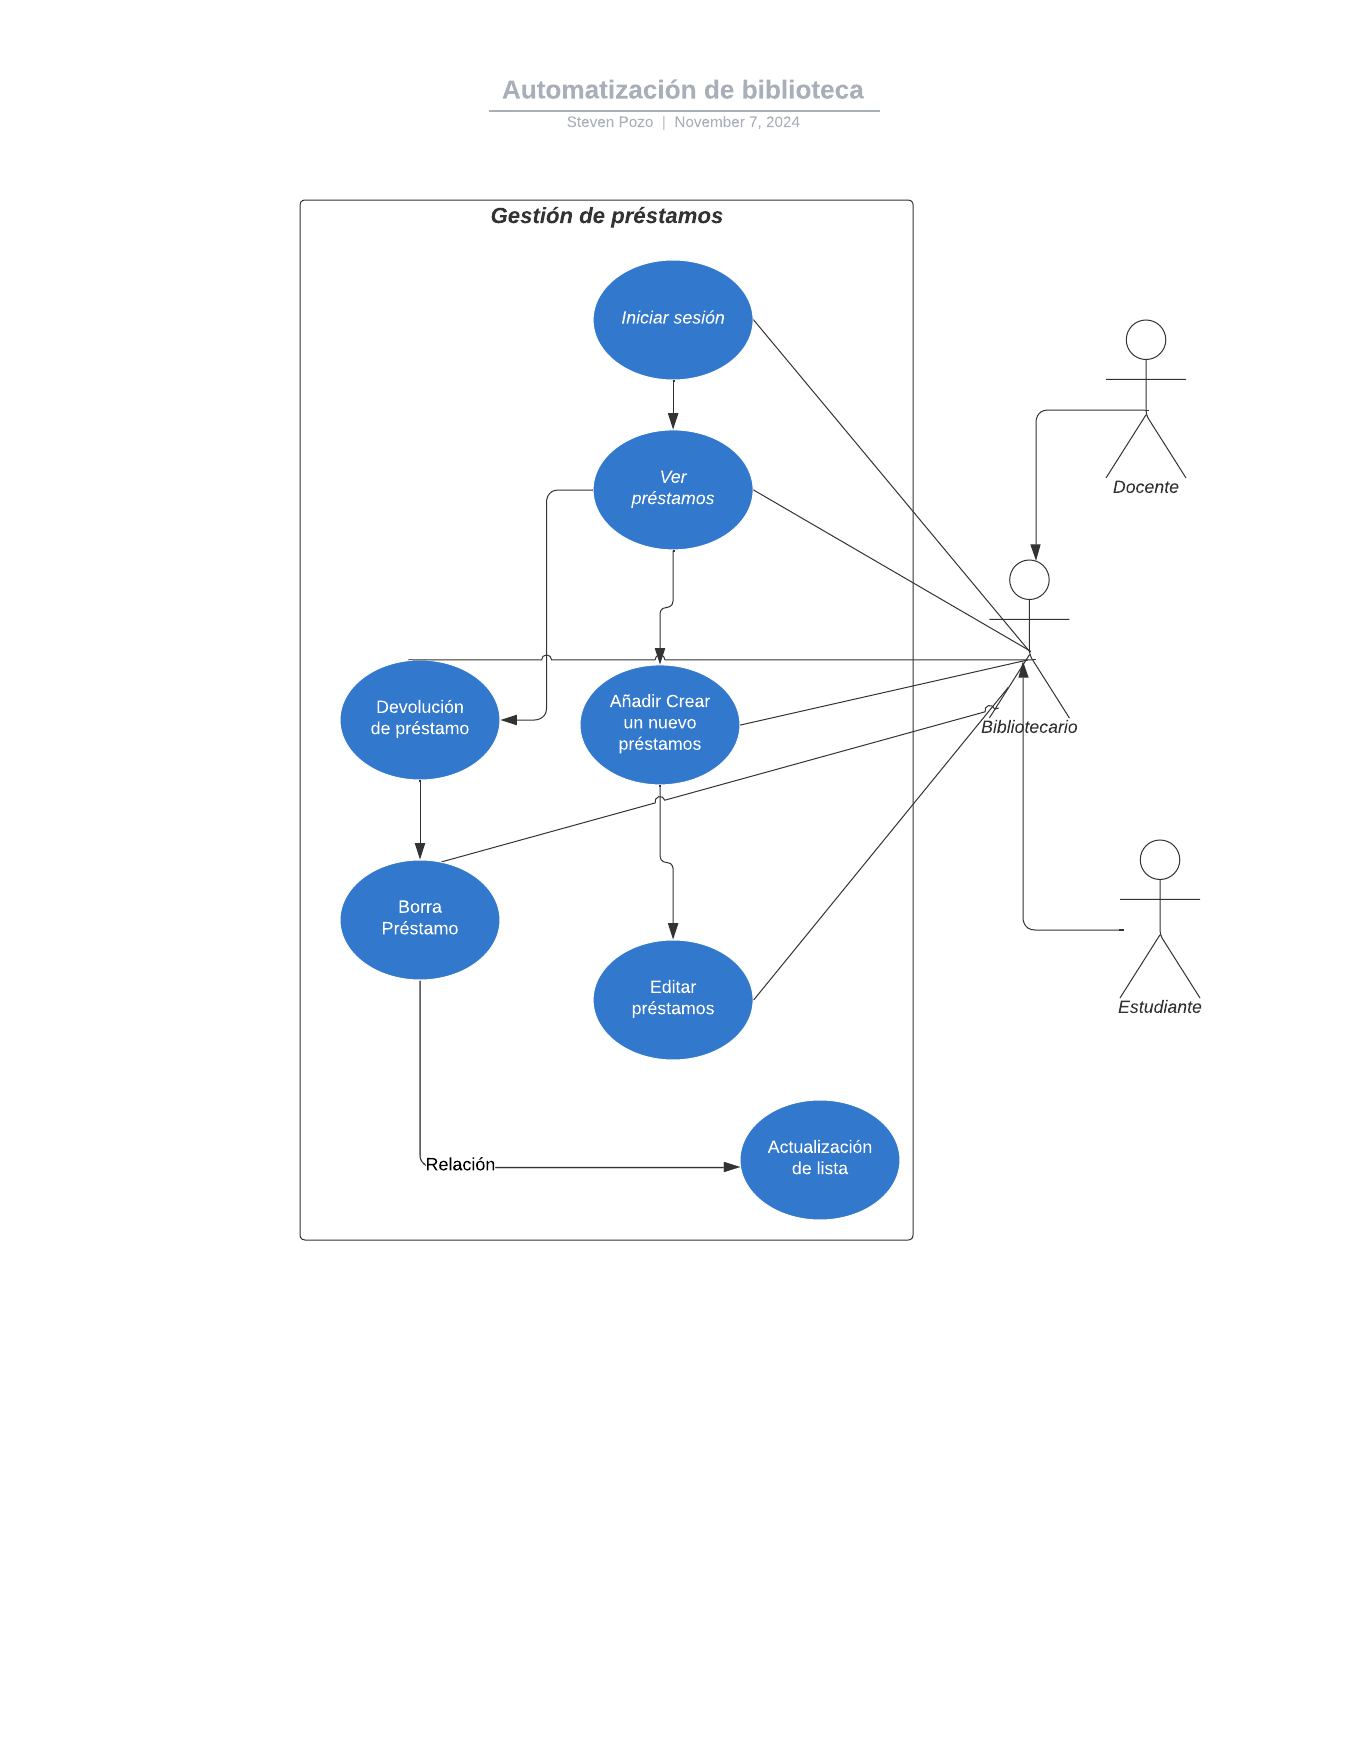 Automatización de biblioteca
Steven Pozo | November 7, 2024
Gestión de préstamos
Iniciar sesión
Docente
Ver
préstamos
Devolución
de préstamo
Añadir Crear
un nuevo
préstamos
Bibliotecario
Borra
Préstamo
Editar
préstamos
Estudiante
Relación
Actualización
de lista